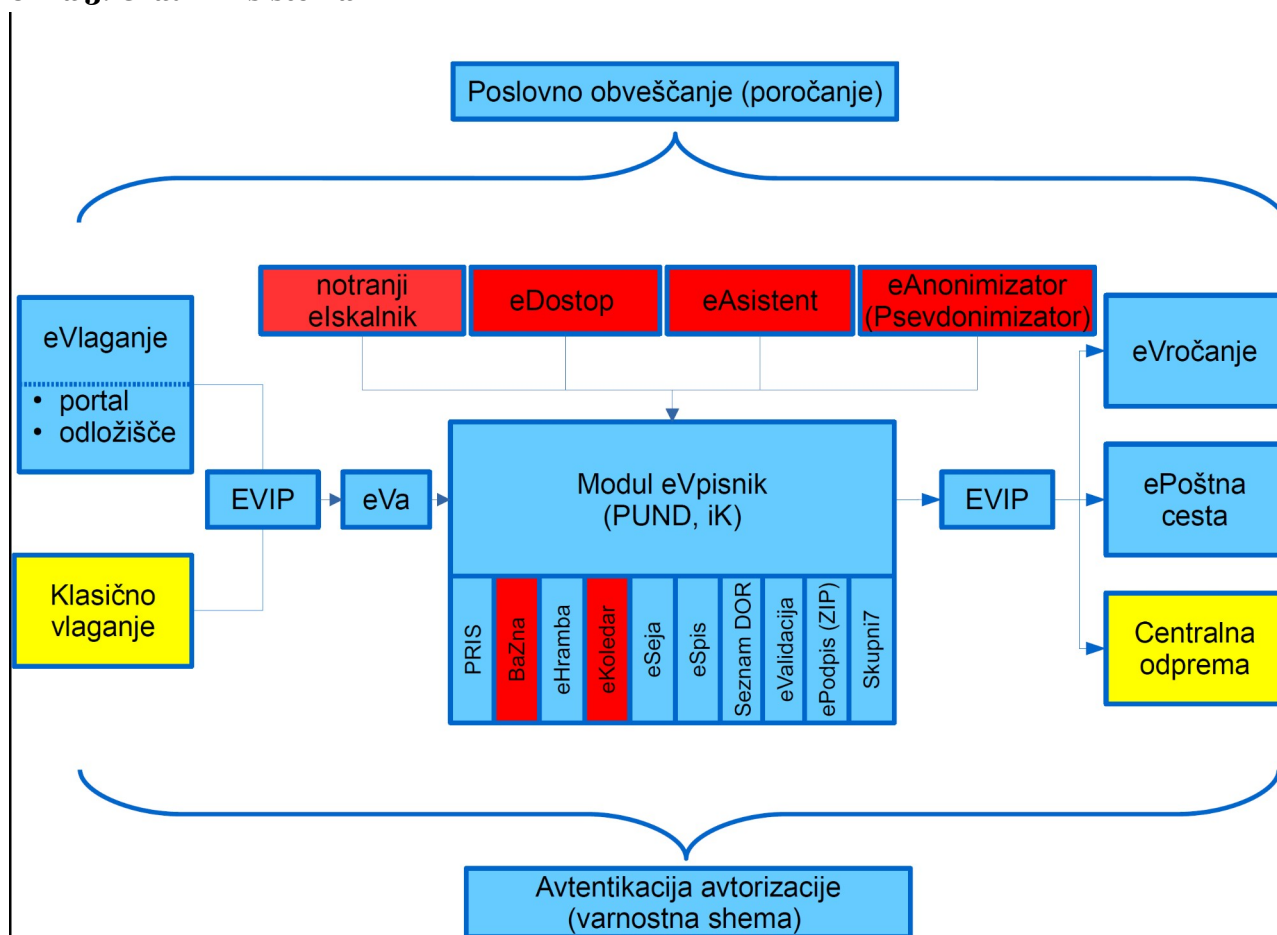 Poslovno obveščanje (poročanje)
notranji
eIskalnik
eDostop
eAsistent
eAnonimizator
(Psevdonimizator)
eVlaganje
• portal
• odložišče
Klasično
vlaganje
EVIP
eVa
Modul eVpisnik
(PUND, iK)
PRIS
BaZna
eHramba
eKoledar
eSeja
eSpis
Seznam DOR
eValidacija
ePodpis (ZIP)
Skupni7
EVIP
eVročanje
ePoštna
cesta
Centralna
odprema
Avtentikacija avtorizacije
(varnostna shema)